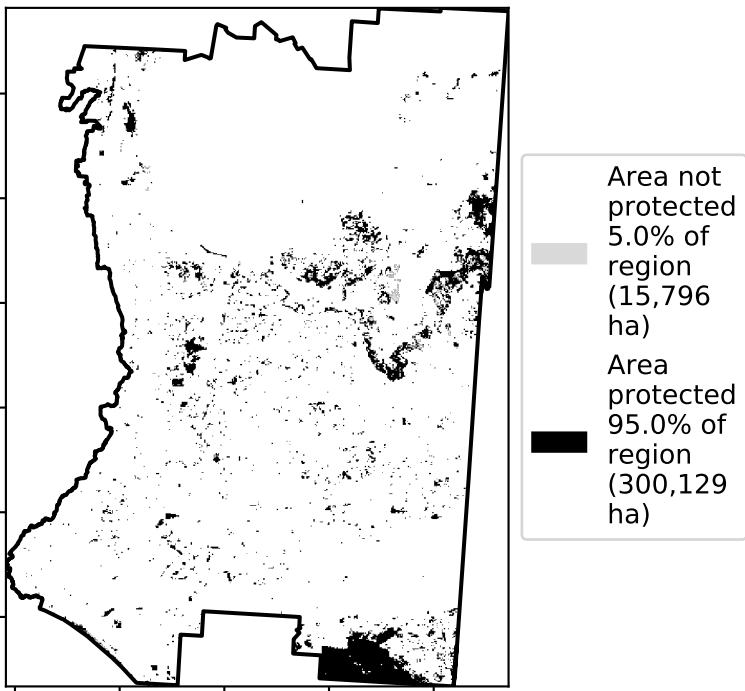 Area not
protected
5.0% of
region
(15,796
ha)
Area
protected
95.0% of
region
(300,129
ha)